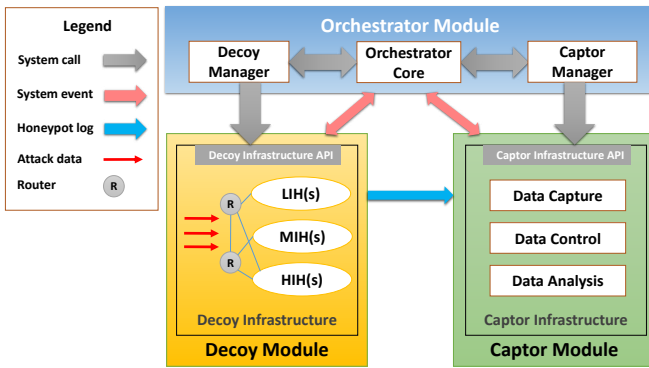 Legend
System call
System event
Honeypot log
Attack data
Router
R
Orchestrator Module
Decoy
Manager
Orchestrator
Core
Captor
Manager
Decoy Infrastructure API
R
R
LIH(s)
MIH(s)
HIH(s)
Decoy Infrastructure
Decoy Module
Captor Infrastructure API
Data Capture
Data Control
Data Analysis
Captor Infrastructure
Captor Module